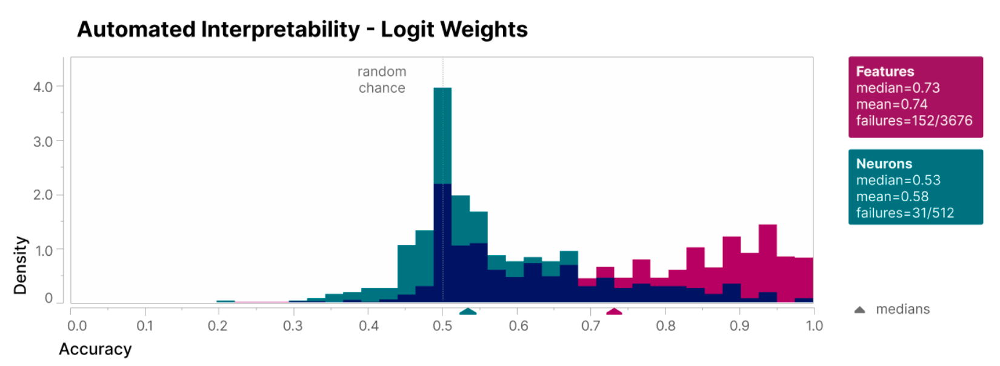 Automated Interpretability - Logit Weights
random
chance
4.0
3.0
2.0
1.0
0
Density
0.0 0.1 0.2 0.3 0.4 0.5 0.6 0.7 0.8 0.9 1.0
Accuracy
Features
median=0.73
mean=0.74
failures=152/3676
Neurons
median=0.53
mean=0.58
failures=31/512
medians